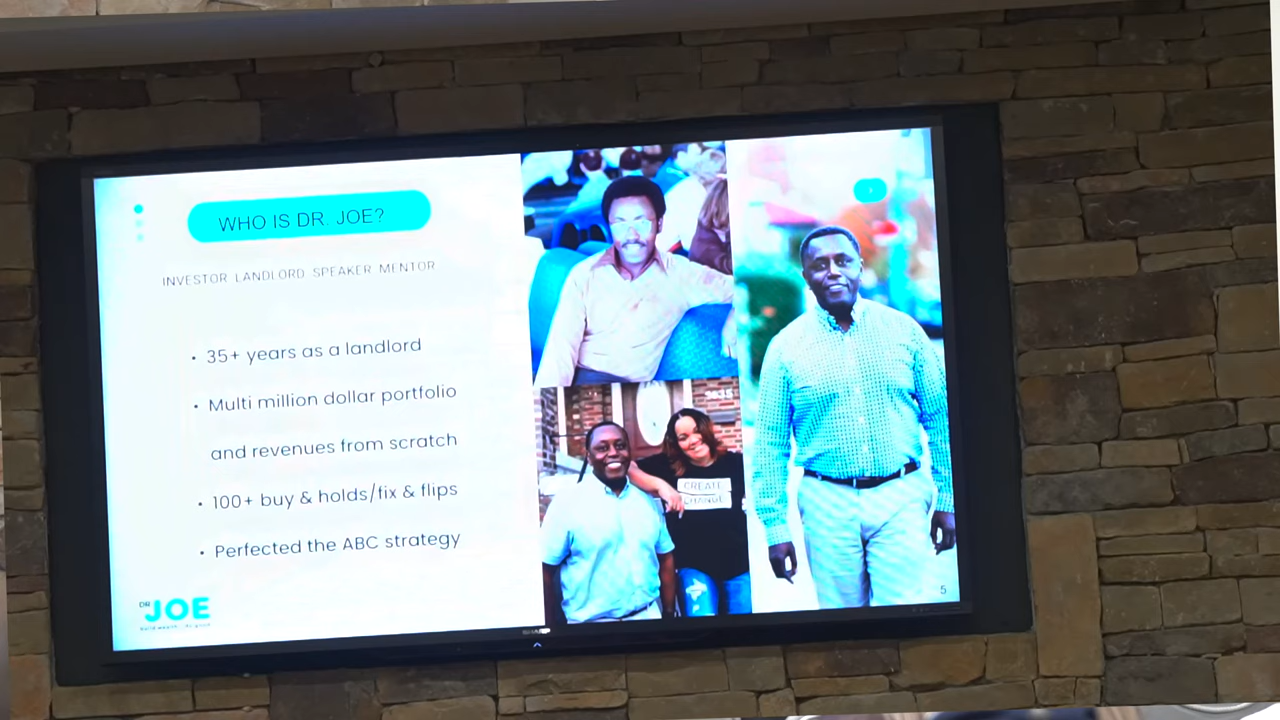 WHO IS DR. JOE?
INVESTOR LANDLORD SPEAKER MENTOR
• 35+ years as a landlord
• Multi million dollar portfolio
and revenues from scratch
• 100+ buy & holds/fix & flips
• Perfected the ABC strategy
DR
JOE
CREATE
CHANGE
5
SHARP